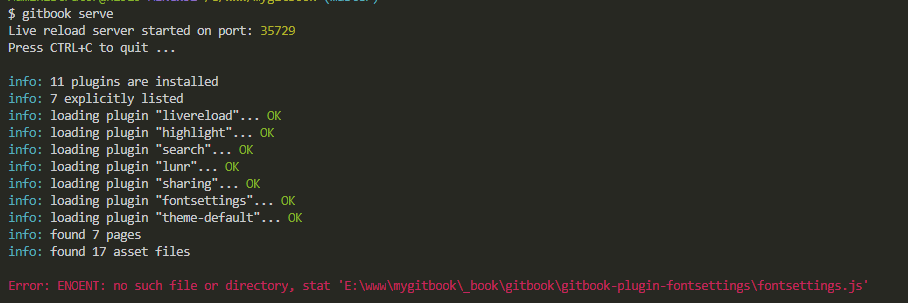 $ gitbook serve
Live reload server started on port: 35729
Press CTRL+C to quit ...
info: 11 plugins are installed
info: 7 explicitly listed
info: loading plugin "livereload"... OK
info: loading plugin "highlight"... OK
info: loading plugin "search"... OK
info: loading plugin "lunr"... OK
info: loading plugin "sharing"... OK
info: loading plugin "fontsettings"... OK
info: loading plugin "theme-default"... OK
info: found 7 pages
info: found 17 asset files
Error: ENOENT: no such file or directory, stat 'E:\www\mygitbook\_book\gitbook\gitbook-plugin-fontsettings\fontsettings.js'